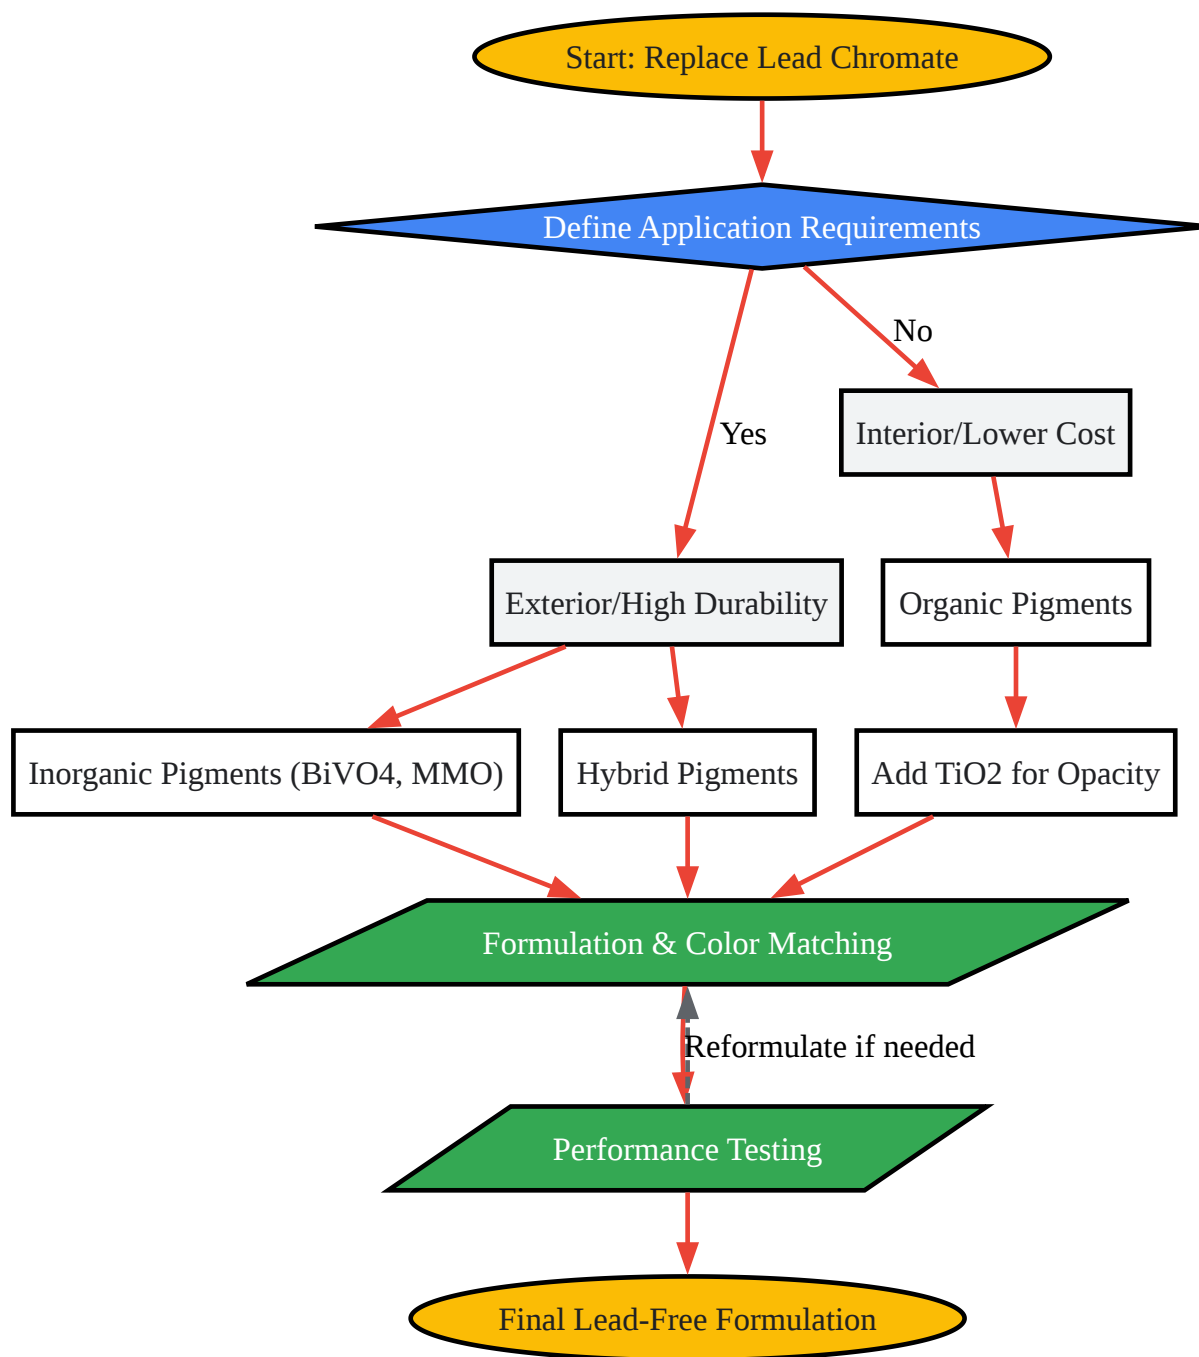 Start: Replace Lead Chromate
Define Application Requirements
No
Yes
Interior/Lower Cost
Exterior/High Durability
Organic Pigments
Inorganic Pigments (BiVO4, MMO)
Hybrid Pigments
Add TiO2 for Opacity
Formulation & Color Matching
Reformulate if needed
Performance Testing
Final Lead-Free Formulation